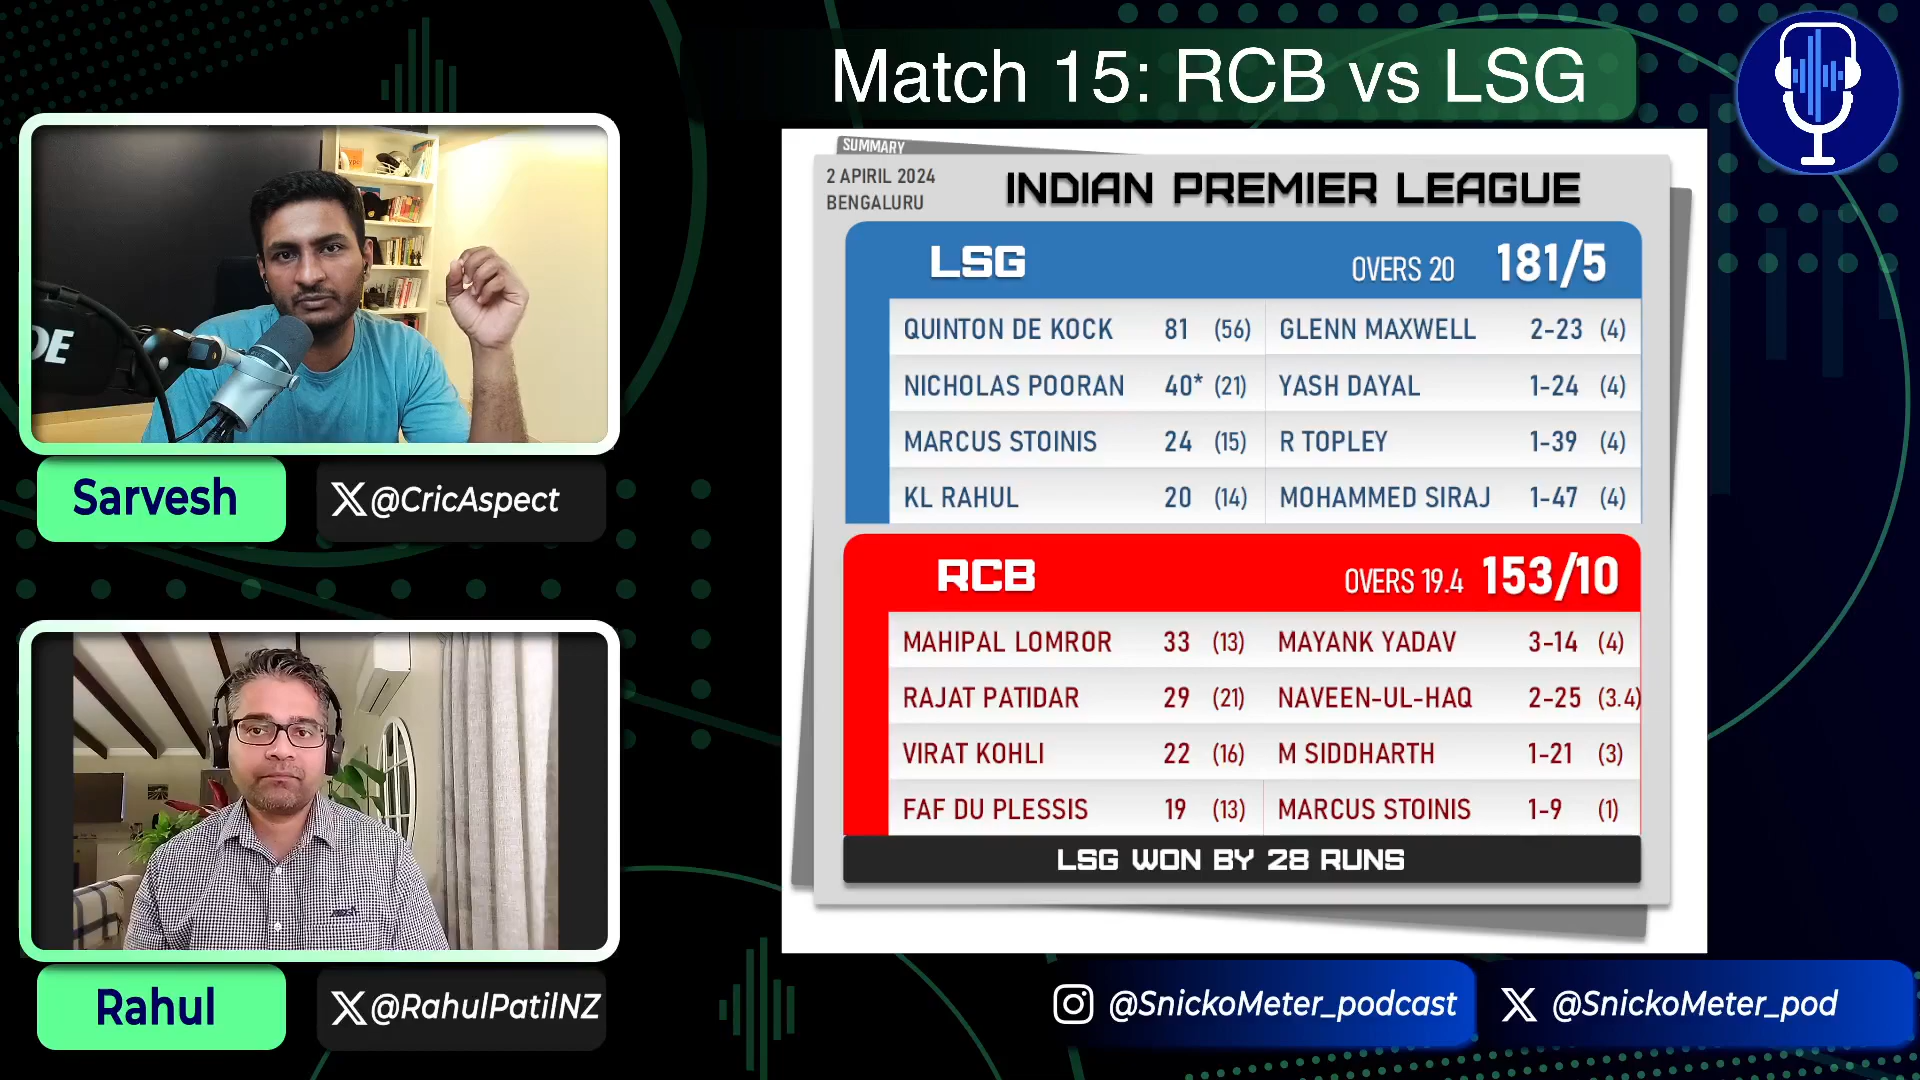 Match 15: RCB vs LSG
SUMMARY
2 APIRIL 2024
BENGALURU
INDIAN PREMIER LEAGUE
LSG OVERS 20 181/5
QUINTON DE KOCK 81 (56) GLENN MAXWELL 2-23 (4)
NICHOLAS POORAN 40* (21) YASH DAYAL 1-24 (4)
MARCUS STOINIS 24 (15) R TOPLEY 1-39 (4)
KL RAHUL 20 (14) MOHAMMED SIRAJ 1-47 (4)
RCB OVERS 19.4 153/10
MAHIPAL LOMROR 33 (13) MAYANK YADAV 3-14 (4)
RAJAT PATIDAR 29 (21) NAVEEN-UL-HAQ 2-25 (3.4)
VIRAT KOHLI 22 (16) M SIDDHARTH 1-21 (3)
FAF DU PLESSIS 19 (13) MARCUS STOINIS 1-9 (1)
LSG WON BY 28 RUNS
Sarvesh X @CricAspect
Rahul X @RahulPatilNZ
@SnickoMeter_podcast X @SnickoMeter_pod